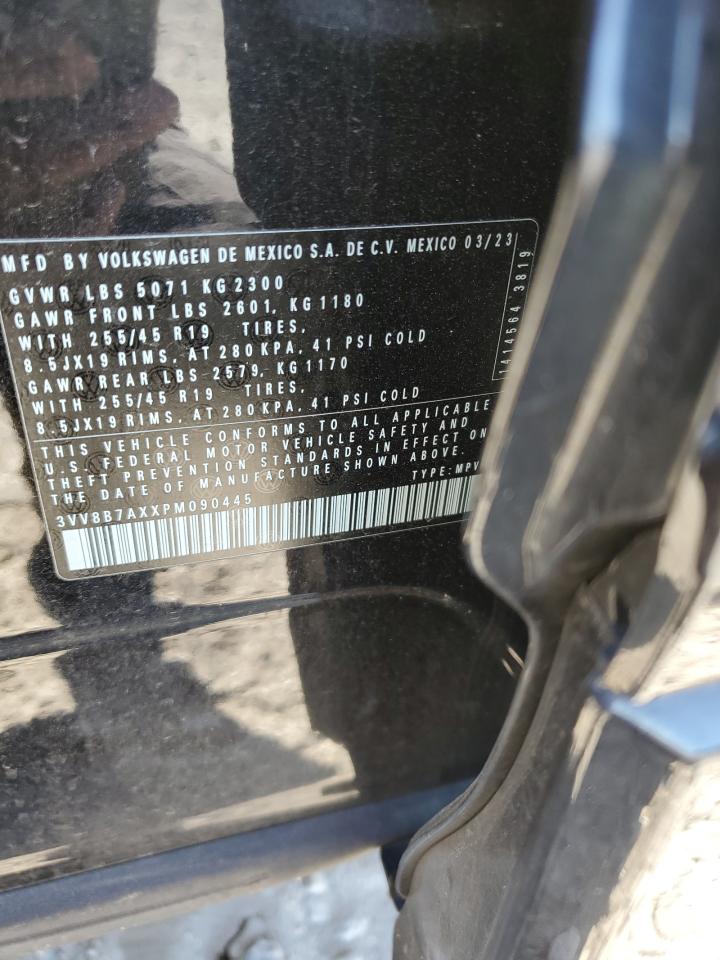 MFD BY VOLKSWAGEN DE MEXICO S.A. DE C.V. MEXICO 03/23
GVWR LBS 5071 KG 2300
GAWR FRONT LBS 2601, KG 1180
WITH 255/45 R19 TIRES,
8.5JX19 RIMS, AT 280 KPA, 41 PSI COLD
GAWR REAR LBS 2579, KG 1170
WITH 255/45 R19 TIRES,
8.5JX19 RIMS, AT 280 KPA, 41 PSI COLD
THIS VEHICLE CONFORMS TO ALL APPLICABLE
U.S. FEDERAL MOTOR VEHICLE SAFETY AND
THEFT PREVENTION STANDARDS IN EFFECT ON
THE DATE OF MANUFACTURE SHOWN ABOVE.
3VV8B7AXXPM090445 TYPE: MPV
1414564 3819